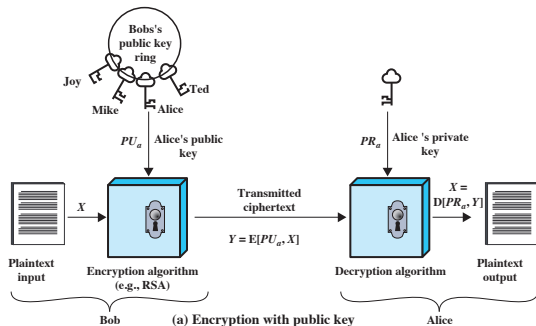 Bobs's
public key
ring
Joy
Ted
Mike
Alice
PUa
Alice's public
key
PRa
Alice 's private
key
X
Transmitted
ciphertext
X =
D[PRa, Y]
Y = E[PUa, X]
Plaintext
input
Encryption algorithm
(e.g., RSA)
Decryption algorithm
Plaintext
output
Bob
(a) Encryption with public key
Alice